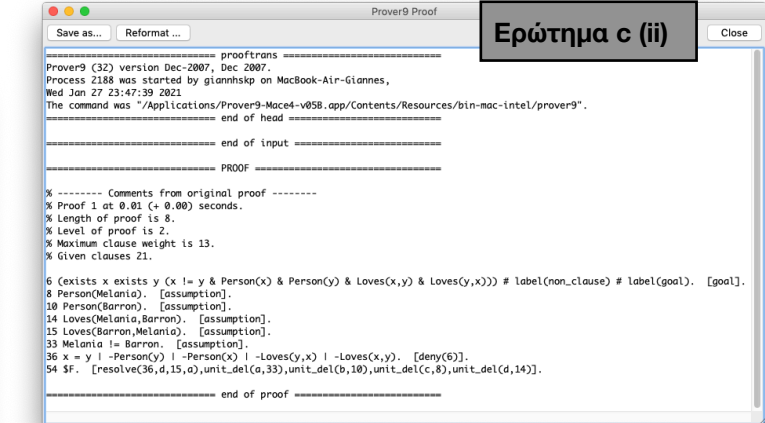 Prover9 Proof
Save as...
Reformat ...
Ερώτημα c (ii)
Close
============================== prooftrans ============================
Prover9 (32) version Dec-2007, Dec 2007.
Process 2188 was started by giannhskp on MacBook-Air-Giannes,
Wed Jan 27 23:47:39 2021
The command was "/Applications/Prover9-Mace4-v05B.app/Contents/Resources/bin-mac-intel/prover9".
============================== end of head ===========================
============================== end of input ==========================
============================== PROOF =================================
% -------- Comments from original proof --------
% Proof 1 at 0.01 (+ 0.00) seconds.
% Length of proof is 8.
% Level of proof is 2.
% Maximum clause weight is 13.
% Given clauses 21.
6 (exists x exists y (x != y & Person(x) & Person(y) & Loves(x,y) & Loves(y,x))) # label(non_clause) # label(goal).  [goal].
8 Person(Melania).  [assumption].
10 Person(Barron).  [assumption].
14 Loves(Melania,Barron).  [assumption].
15 Loves(Barron,Melania).  [assumption].
33 Melania != Barron.  [assumption].
36 x = y | -Person(y) | -Person(x) | -Loves(y,x) | -Loves(x,y).  [deny(6)].
54 $F.  [resolve(36,d,15,a),unit_del(a,33),unit_del(b,10),unit_del(c,8),unit_del(d,14)].
============================== end of proof ==========================